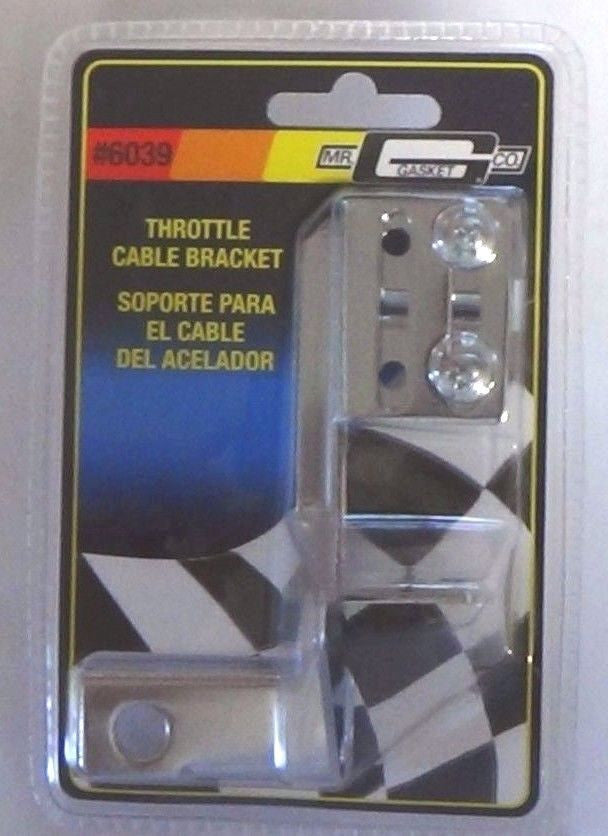 #6039
MR. G CO.
GASKET
THROTTLE
CABLE BRACKET
SOPORTE PARA
EL CABLE
DEL ACELADOR